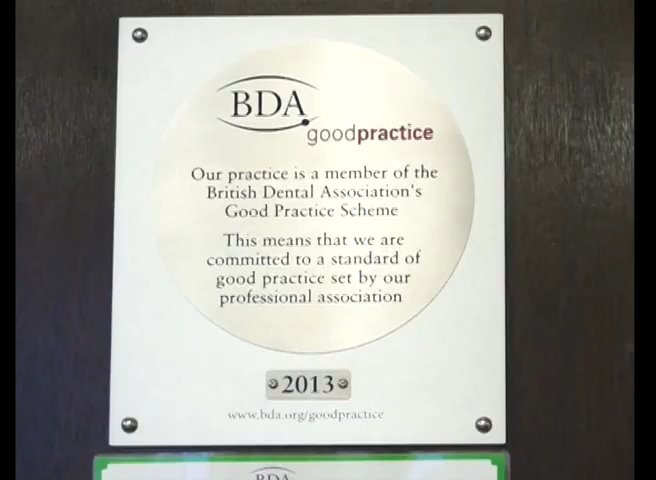 BDA
goodpractice
Our practice is a member of the
British Dental Association's
Good Practice Scheme
This means that we are
committed to a standard of
good practice set by our
professional association
2013
www.bda.org/goodpractice
BDA